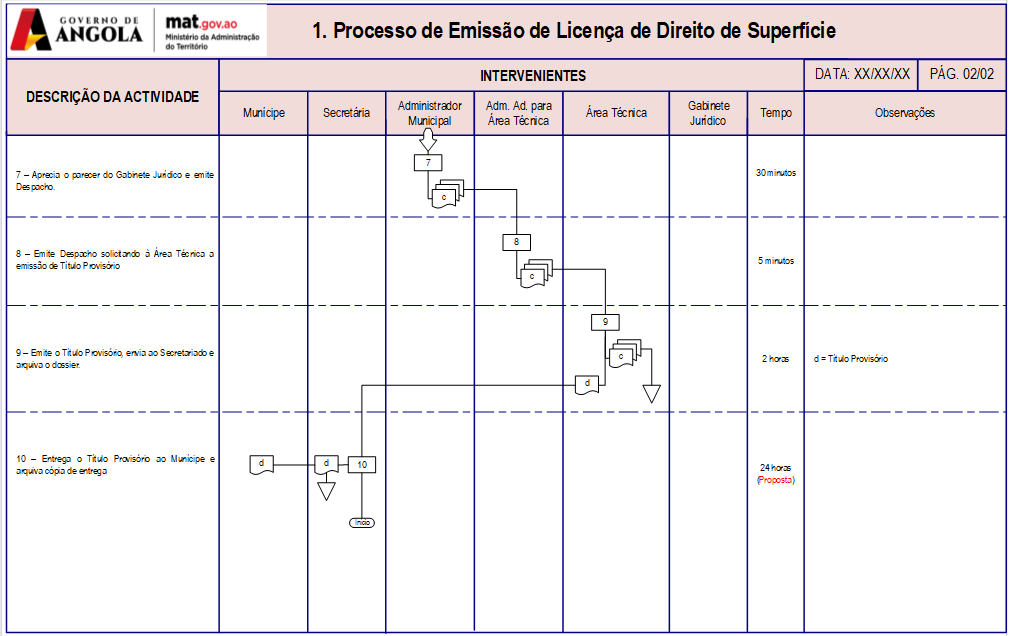 GOVERNO DE
ANGOLA
mat.gov.ao
Ministério da Administração
do Território
1. Processo de Emissão de Licença de Direito de Superfície
DESCRIÇÃO DA ACTIVIDADE
INTERVENIENTES
DATA: XX/XX/XX
PÁG. 02/02
Munícipe
Secretária
Administrador
Municipal
Adm. Ad. para
Área Técnica
Área Técnica
Gabinete
Jurídico
Tempo
Observações
7 – Aprecia o parecer do Gabinete Jurídico e emite
Despacho.
7
c
30 minutos
8 – Emite Despacho solicitando à Área Técnica a
emissão de Título Provisório
8
c
5 minutos
9 – Emite o Título Provisório, envia ao Secretariado e
arquiva o dossier.
9
c
d
2 horas
d = Título Provisório
10 – Entrega o Título Provisório ao Munícipe e
arquiva cópia de entrega
d
d
10
24 horas
(Proposta)
Início